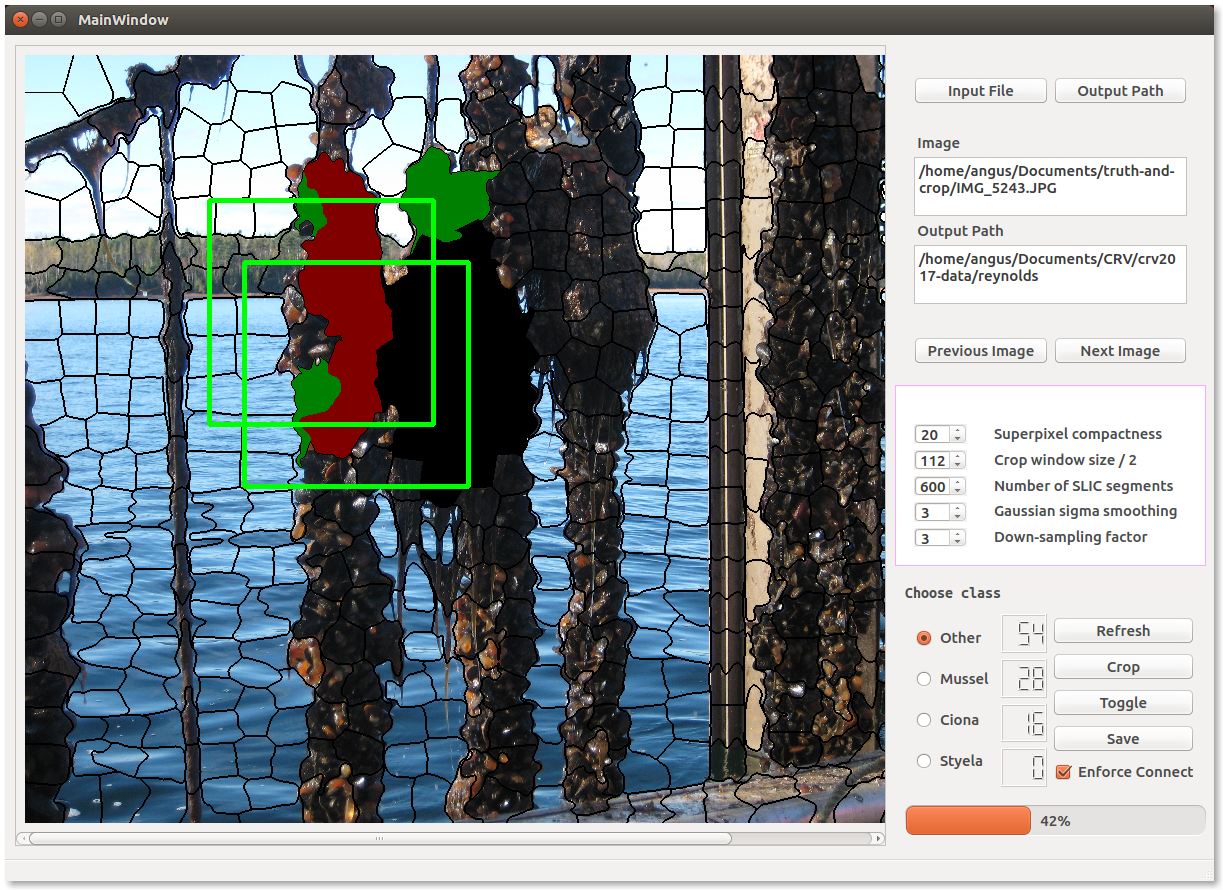 MainWindow
Input File
Output Path
Image
/home/angus/Documents/truth-and-
crop/IMG_5243.JPG
Output Path
/home/angus/Documents/CRV/crv20
17-data/reynolds
Previous Image
Next Image
20 Superpixel compactness
112 Crop window size / 2
600 Number of SLIC segments
3 Gaussian sigma smoothing
3 Down-sampling factor
Choose class
Other 54 Refresh
Mussel 28 Crop
Toggle
Ciona 16
Save
Styela 0
Enforce Connect
42%